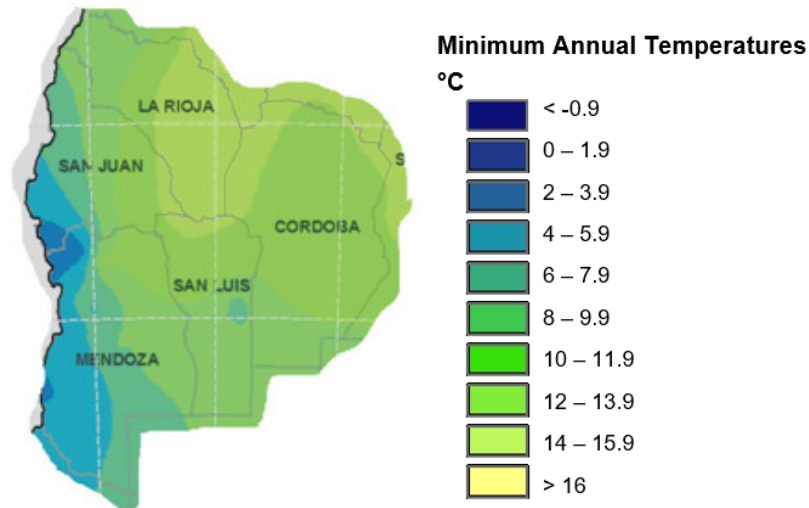 Minimum Annual Temperatures
°C
< -0.9
0 – 1.9
2 – 3.9
4 – 5.9
6 – 7.9
8 – 9.9
10 – 11.9
12 – 13.9
14 – 15.9
> 16
LA RIOJA
SAN JUAN
S
CORDOBA
SAN LUIS
MENDOZA